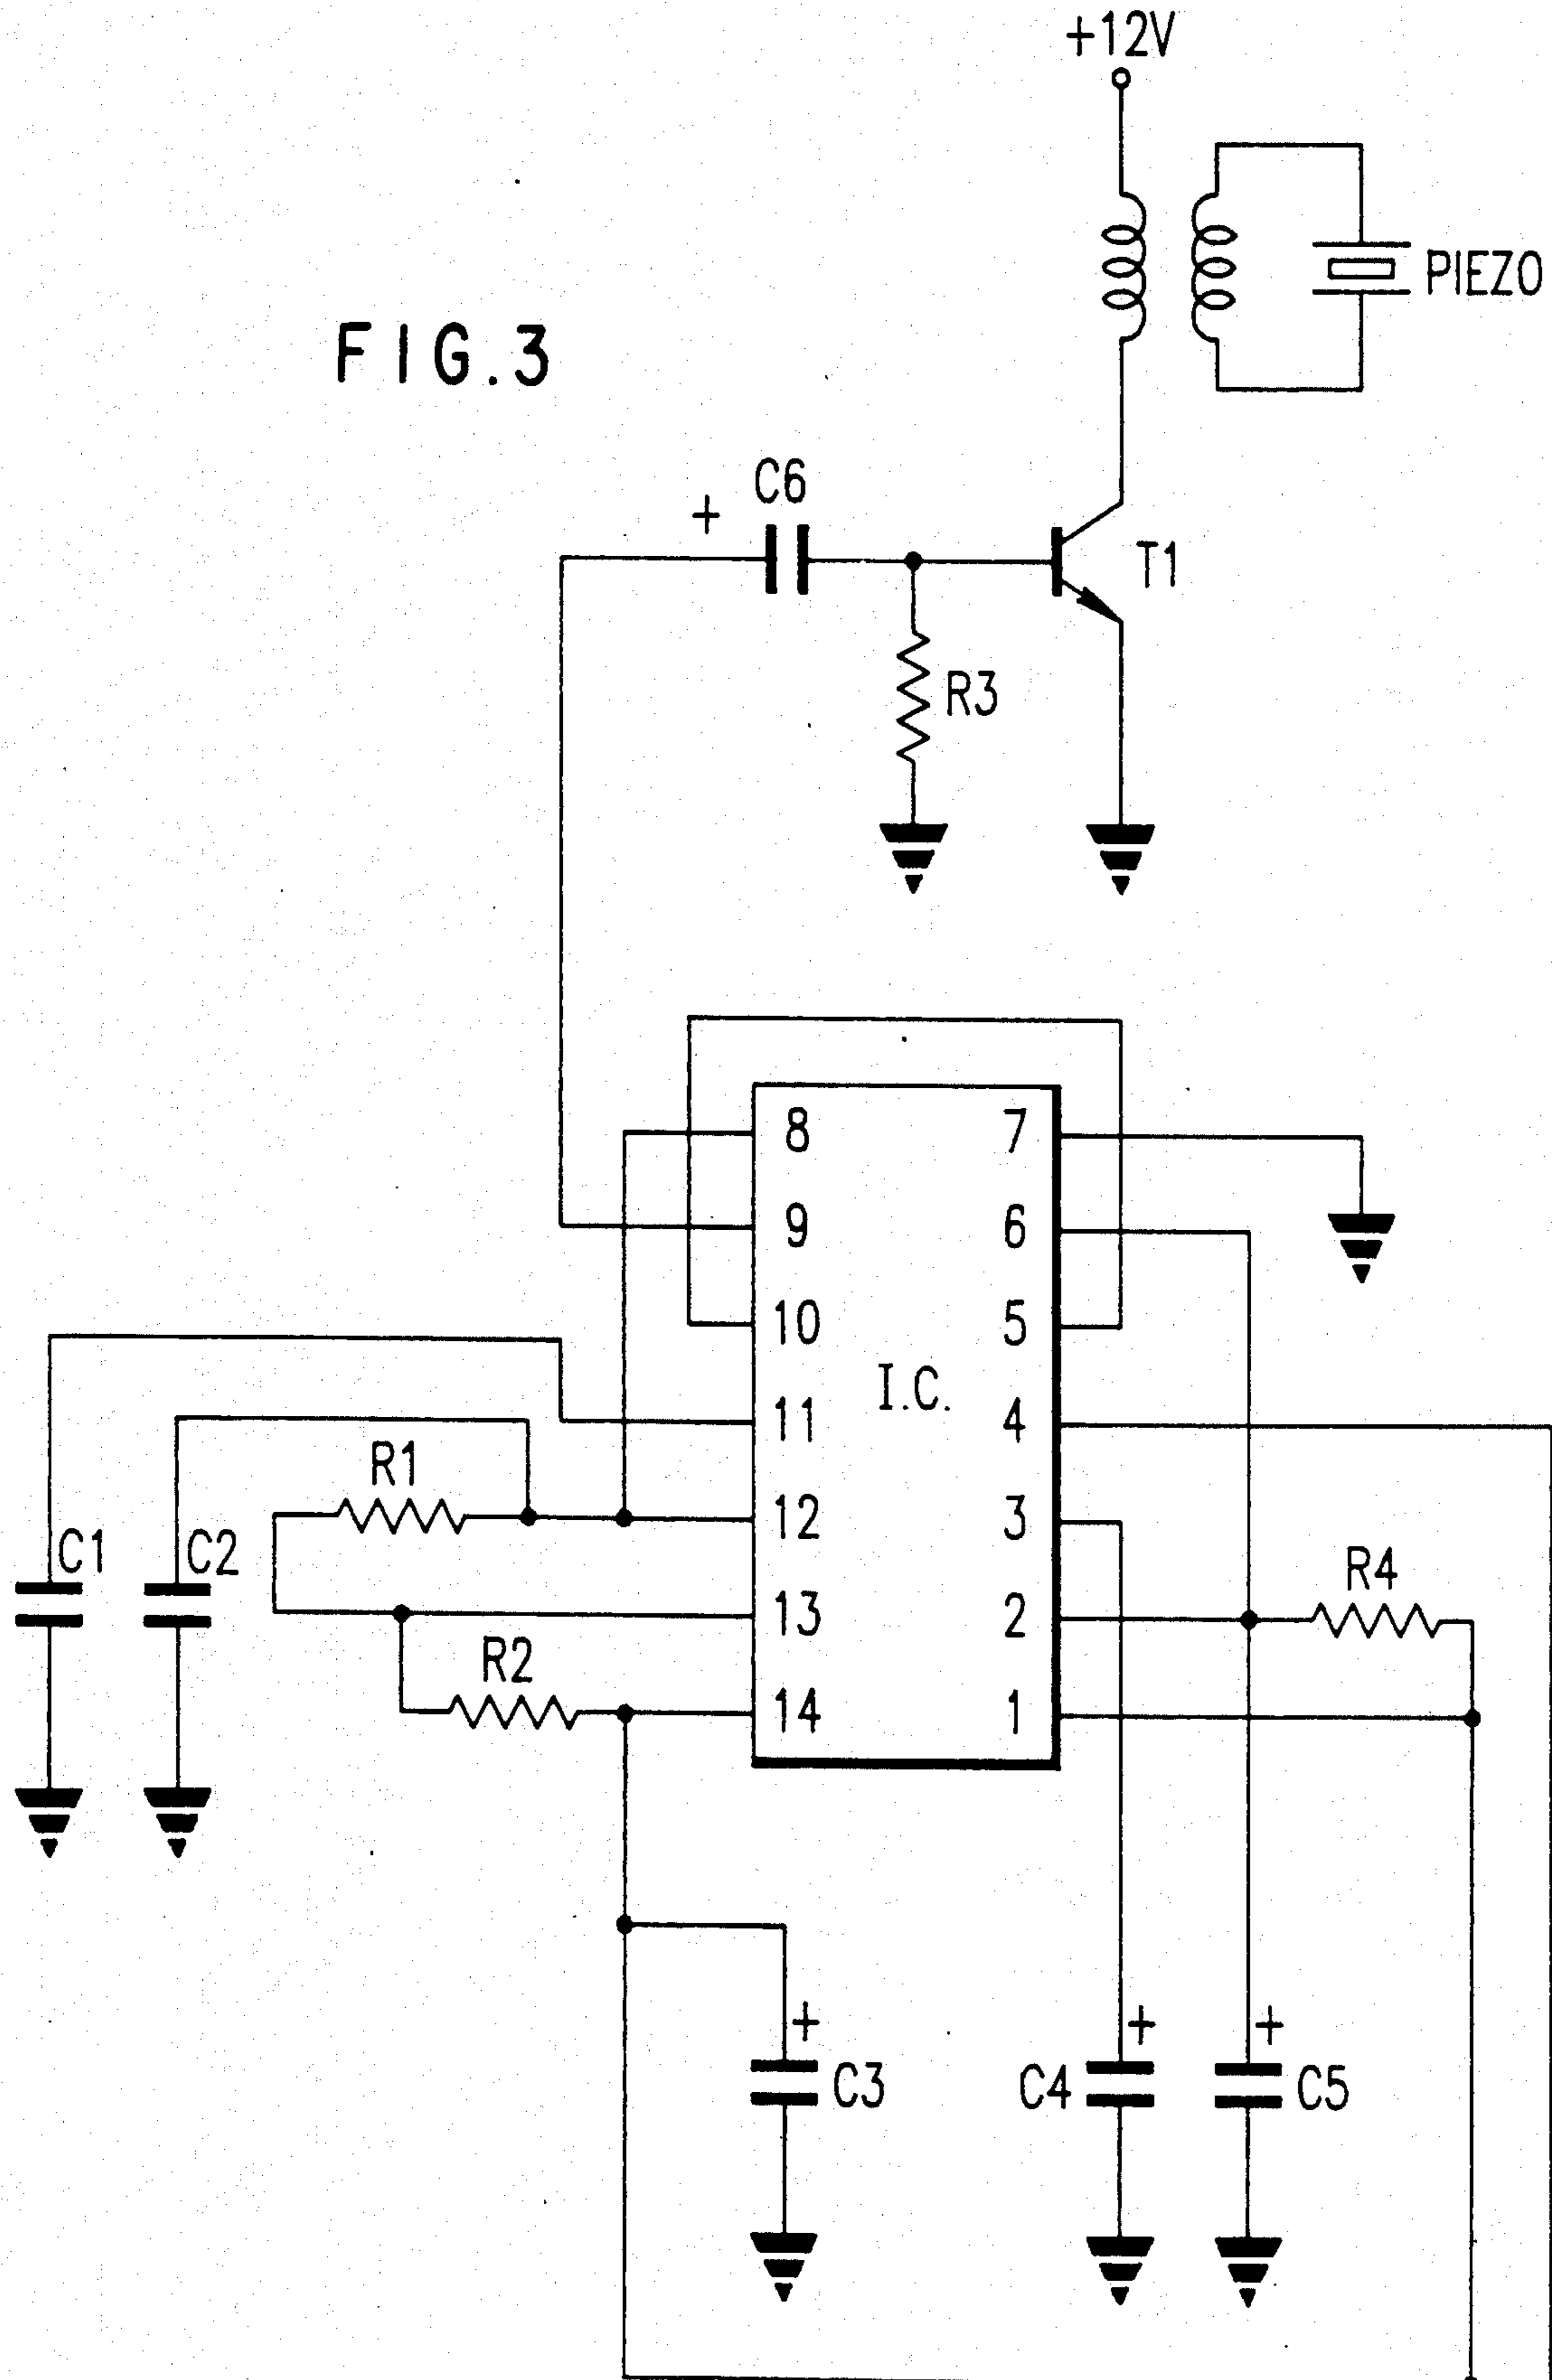 +12V
PIEZO
FIG.3
+ C6
T1
R3
8 7
9 6
10 5
I.C.
11 4
R1
12 3
C1 C2
R4
13 2
R2
14 1
+ + +
C3 C4 C5